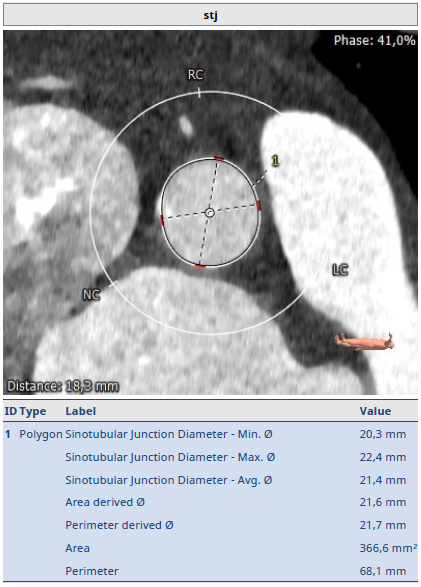 stj
Phase: 41,0%
RC
1
LC
NC
Distance: 18,3 mm
ID Type Label Value
1 Polygon Sinotubular Junction Diameter - Min. Ø 20,3 mm
Sinotubular Junction Diameter - Max. Ø 22,4 mm
Sinotubular Junction Diameter - Avg. Ø 21,4 mm
Area derived Ø 21,6 mm
Perimeter derived Ø 21,7 mm
Area 366,6 mm²
Perimeter 68,1 mm